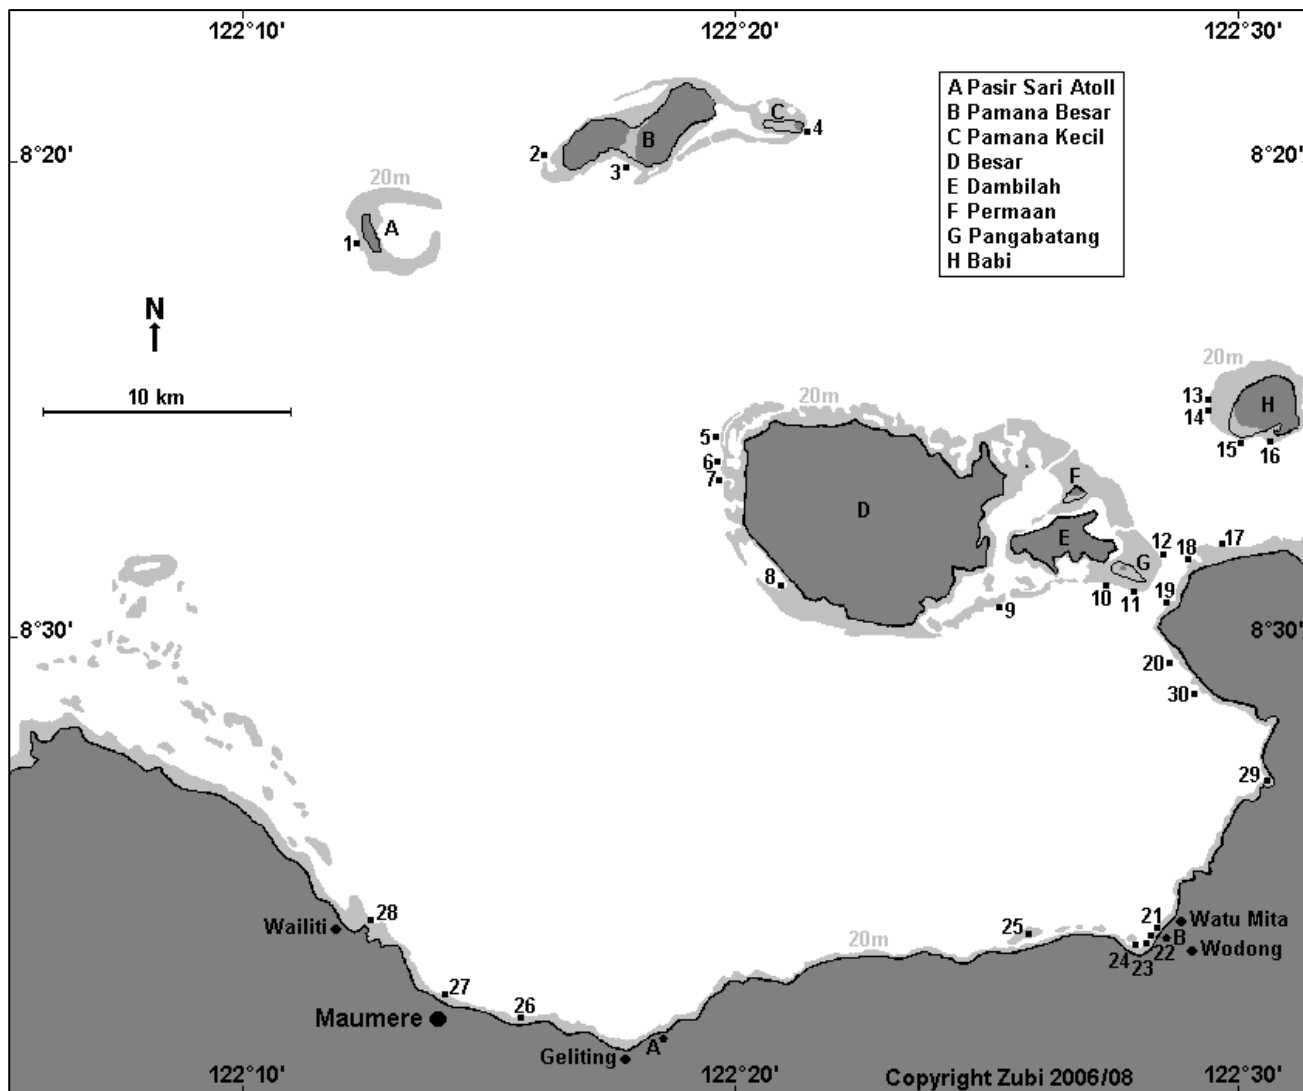 122°10' 122°20' 122°30'
A Pasir Sari Atoll
B Pamana Besar
C Pamana Kecil
D Besar
E Dambilah
F Permaan
G Pangabatang
H Babi
C
4
B
2
3
8°20' 8°20'
20m
A
1
N
10 km
20m
13
14
H
15 16
20m
5
6
7
D
F
E
G
8
9
10
11
12
18
17
19
8°30' 8°30'
20
30
29
28
Wailiti
27
Maumere
26
Geliting
A
20m
25
21
24
23
22
B
Watu Mita
Wodong
122°10' 122°20' 122°30'
Copyright Zubi 2006/08